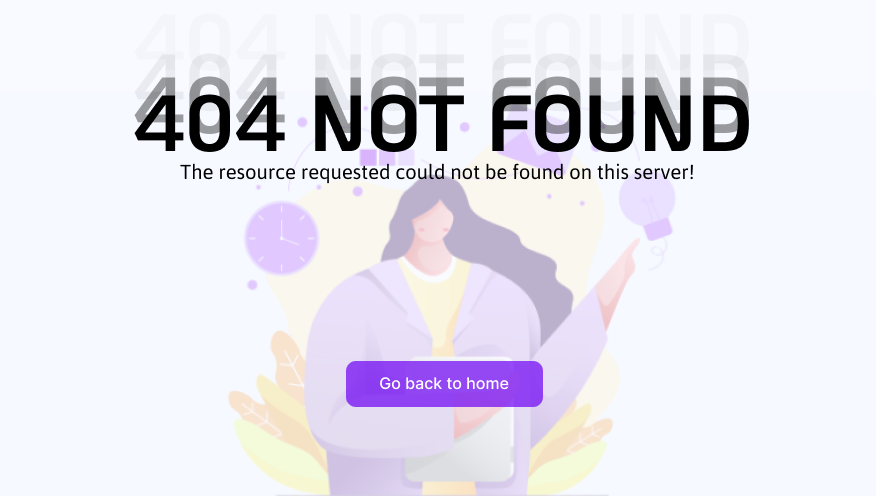 404 NOT FOUND
The resource requested could not be found on this server!
Go back to home